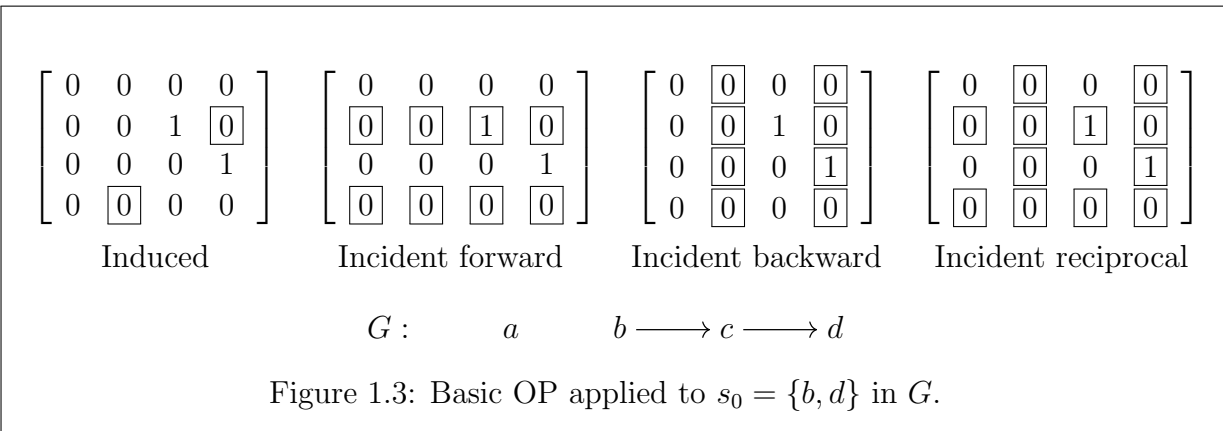 0 0 0 0 0 0 0 0 0 0 0 0 0 0 0 0
0 0 1 0 0 0 1 0 0 0 1 0 0 0 1 0
0 0 0 1 0 0 0 1 0 0 0 1 0 0 0 1
0 0 0 0 0 0 0 0 0 0 0 0 0 0 0 0
Induced Incident forward Incident backward Incident reciprocal
G : a b ⟶ c ⟶ d
Figure 1.3: Basic OP applied to s₀ = {b, d} in G.